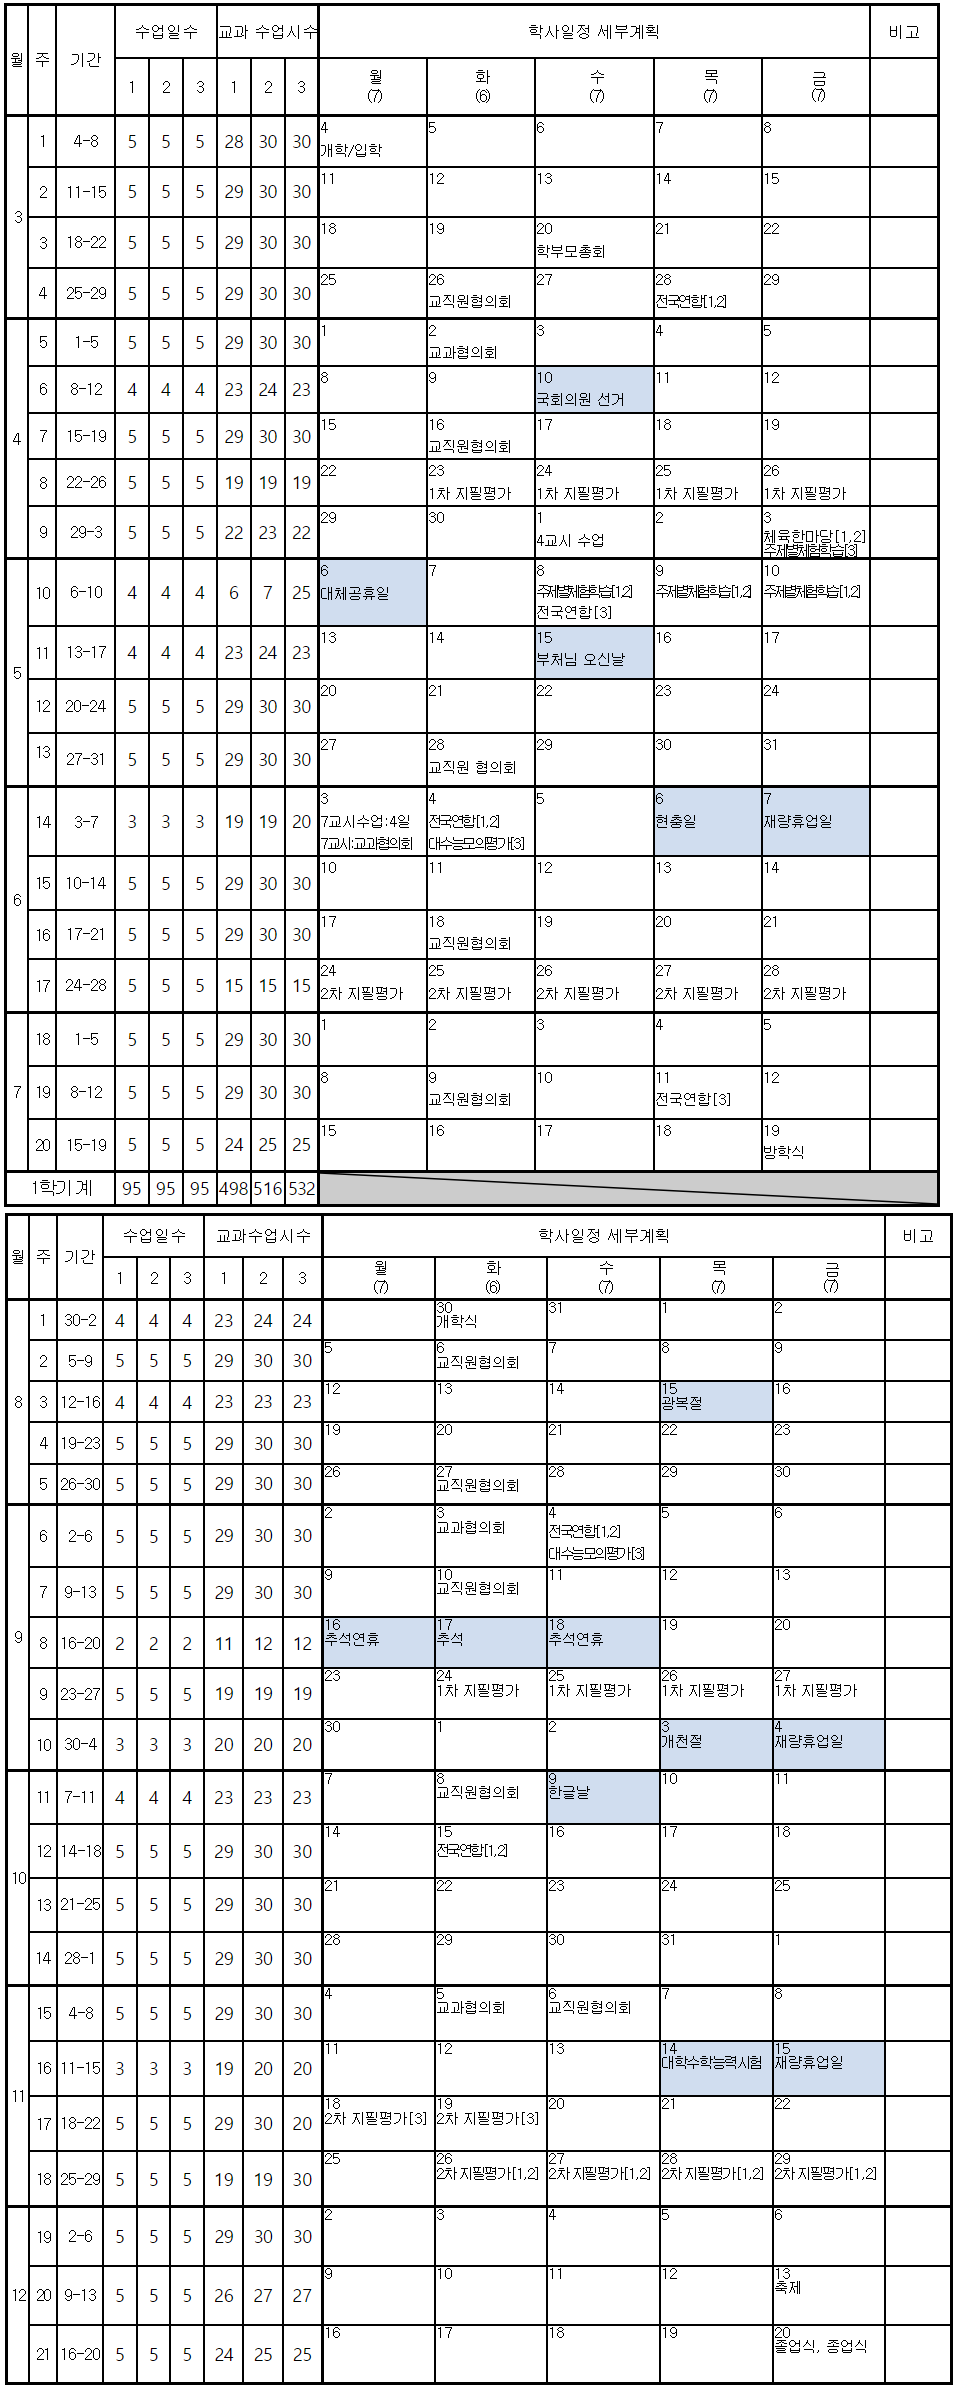 월 주 기간 수업일수 교과 수업시수 학사일정 세부계획 비고
1 2 3 1 2 3 월(7) 화(6) 수(7) 목(7) 금(7)
3 1 4-8 5 5 5 28 30 30 4 개학/입학 5 6 7 8
2 11-15 5 5 5 29 30 30 11 12 13 14 15
3 18-22 5 5 5 29 30 30 18 19 20 학부모총회 21 22
4 25-29 5 5 5 29 30 30 25 26 교직원협의회 27 28 전국연합[1,2] 29
4 5 1-5 5 5 5 29 30 30 1 2 교과협의회 3 4 5
6 8-12 4 4 4 23 24 23 8 9 10 국회의원 선거 11 12
7 15-19 5 5 5 29 30 30 15 16 교직원협의회 17 18 19
8 22-26 5 5 5 19 19 19 22 23 1차 지필평가 24 1차 지필평가 25 1차 지필평가 26 1차 지필평가
9 29-3 5 5 5 22 23 22 29 30 1 4교시 수업 2 3 체육한마당[1,2] 주제별체험학습[3]
5 10 6-10 4 4 4 6 7 25 6 대체공휴일 7 8 주제별체험학습[1,2] 전국연합[3] 9 주제별체험학습[1,2] 10 주제별체험학습[1,2]
11 13-17 4 4 4 23 24 23 13 14 15 부처님 오신날 16 17
12 20-24 5 5 5 29 30 30 20 21 22 23 24
13 27-31 5 5 5 29 30 30 27 28 교직원 협의회 29 30 31
6 14 3-7 3 3 3 19 19 20 3 7교시수업:4일 7교시:교과협의회 4 전국연합[1,2] 대수능모의평가[3] 5 6 현충일 7 재량휴업일
15 10-14 5 5 5 29 30 30 10 11 12 13 14
16 17-21 5 5 5 29 30 30 17 18 교직원협의회 19 20 21
17 24-28 5 5 5 15 15 15 24 2차 지필평가 25 2차 지필평가 26 2차 지필평가 27 2차 지필평가 28 2차 지필평가
7 18 1-5 5 5 5 29 30 30 1 2 3 4 5
19 8-12 5 5 5 29 30 30 8 9 교직원협의회 10 11 전국연합[3] 12
20 15-19 5 5 5 24 25 25 15 16 17 18 19 방학식
1학기계 95 95 95 498 516 532
월 주 기간 수업일수 교과수업시수 학사일정 세부계획 비고
1 2 3 1 2 3 월(7) 화(6) 수(7) 목(7) 금(7)
8 1 30-2 4 4 4 23 24 24 30 개학식 31 1 2
2 5-9 5 5 5 29 30 30 5 6 교직원협의회 7 8 9
3 12-16 4 4 4 23 23 23 12 13 14 15 광복절 16
4 19-23 5 5 5 29 30 30 19 20 21 22 23
5 26-30 5 5 5 29 30 30 26 27 교직원협의회 28 29 30
9 6 2-6 5 5 5 29 30 30 2 3 교과협의회 4 전국연합[1,2] 대수능모의평가[3] 5 6
7 9-13 5 5 5 29 30 30 9 10 교직원협의회 11 12 13
8 16-20 2 2 2 11 12 12 16 추석연휴 17 추석 18 추석연휴 19 20
9 23-27 5 5 5 19 19 19 23 24 1차 지필평가 25 1차 지필평가 26 1차 지필평가 27 1차 지필평가
10 30-4 3 3 3 20 20 20 30 1 2 3 개천절 4 재량휴업일
10 11 7-11 4 4 4 23 23 23 7 8 교직원협의회 9 한글날 10 11
12 14-18 5 5 5 29 30 30 14 15 전국연합[1,2] 16 17 18
13 21-25 5 5 5 29 30 30 21 22 23 24 25
14 28-1 5 5 5 29 30 30 28 29 30 31 1
11 15 4-8 5 5 5 29 30 30 4 5 교과협의회 6 교직원협의회 7 8
16 11-15 3 3 3 19 20 20 11 12 13 14 대학수학능력시험 15 재량휴업일
17 18-22 5 5 5 29 30 20 18 2차 지필평가[3] 19 2차 지필평가[3] 20 21 22
18 25-29 5 5 5 19 19 30 25 26 2차 지필평가[1,2] 27 2차 지필평가[1,2] 28 2차 지필평가[1,2] 29 2차 지필평가[1,2]
12 19 2-6 5 5 5 29 30 30 2 3 4 5 6
20 9-13 5 5 5 26 27 27 9 10 11 12 13 축제
21 16-20 5 5 5 24 25 25 16 17 18 19 20 졸업식, 종업식